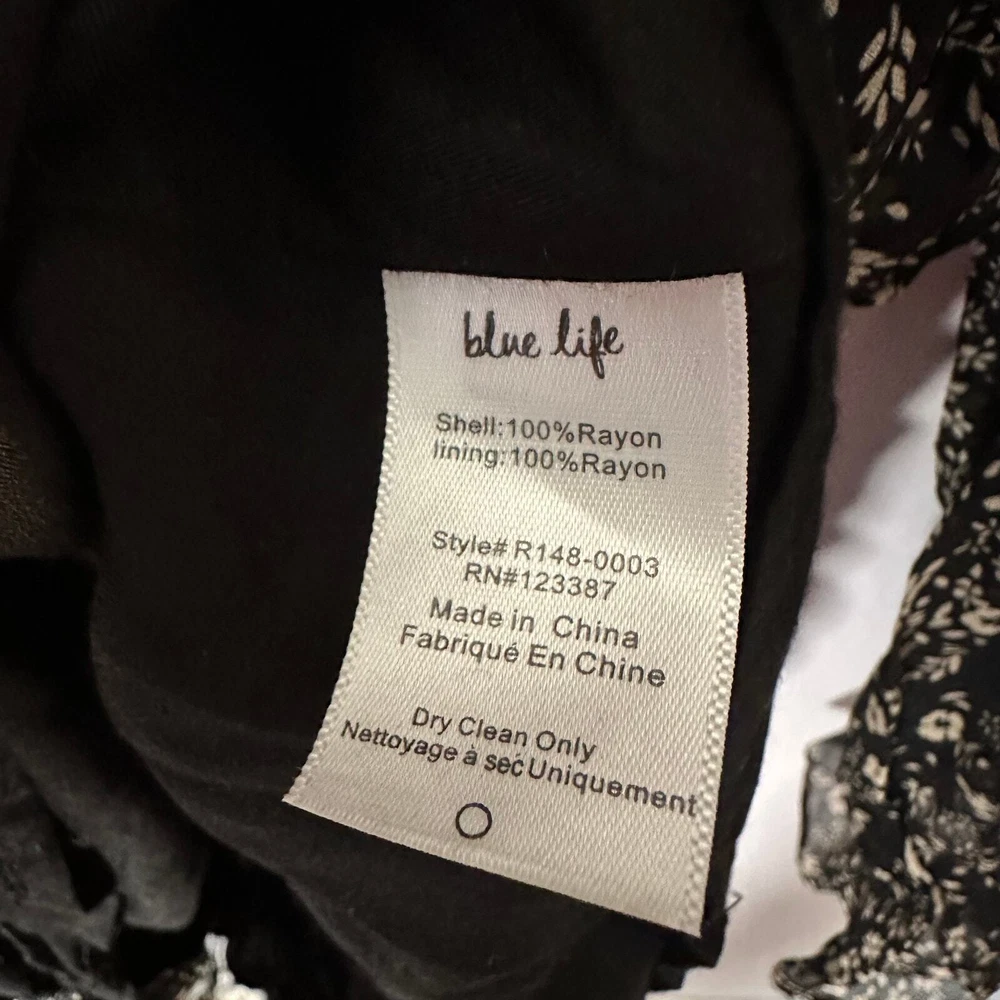 blue life
Shell:100%Rayon
lining:100%Rayon
Style# R148-0003
RN#123387
Made in China
Fabriqué En Chine
Dry Clean Only
Nettoyage à sec Uniquement